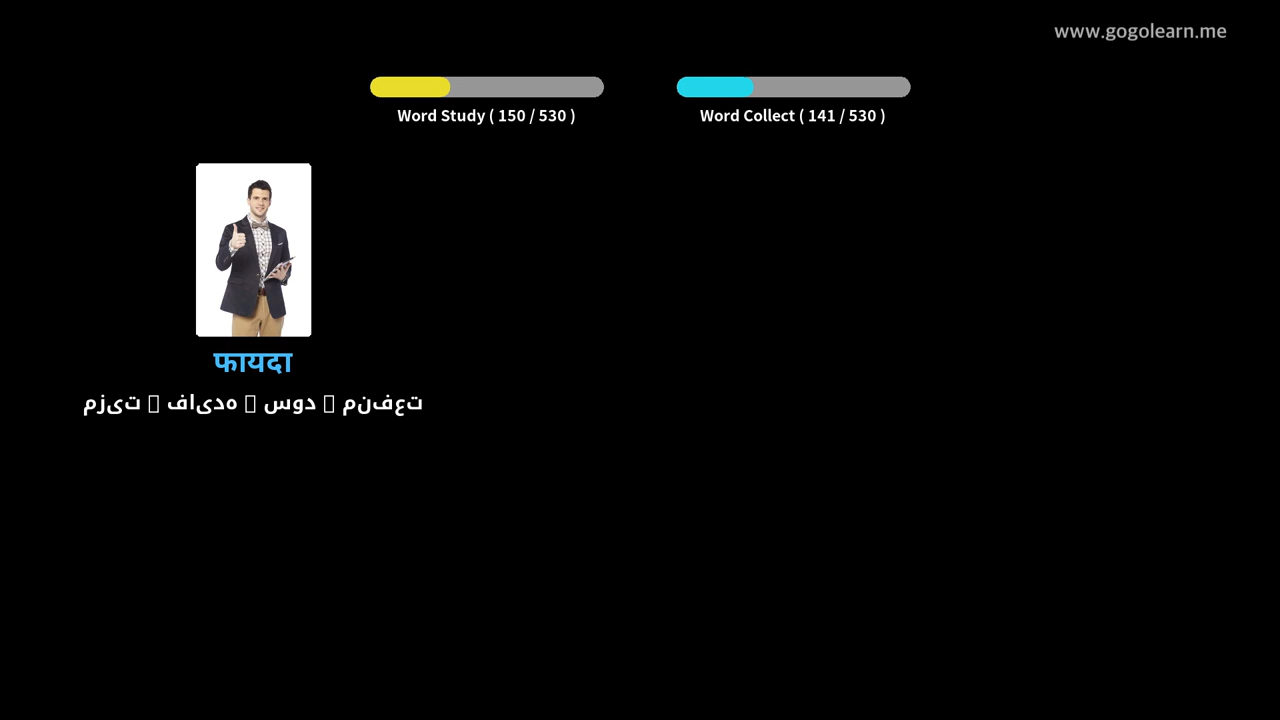 www.gogolearn.me
Word Study ( 150 / 530 )
Word Collect ( 141 / 530 )
फायदा
مزیت ▯ فایده ▯ سود ▯ منفعت